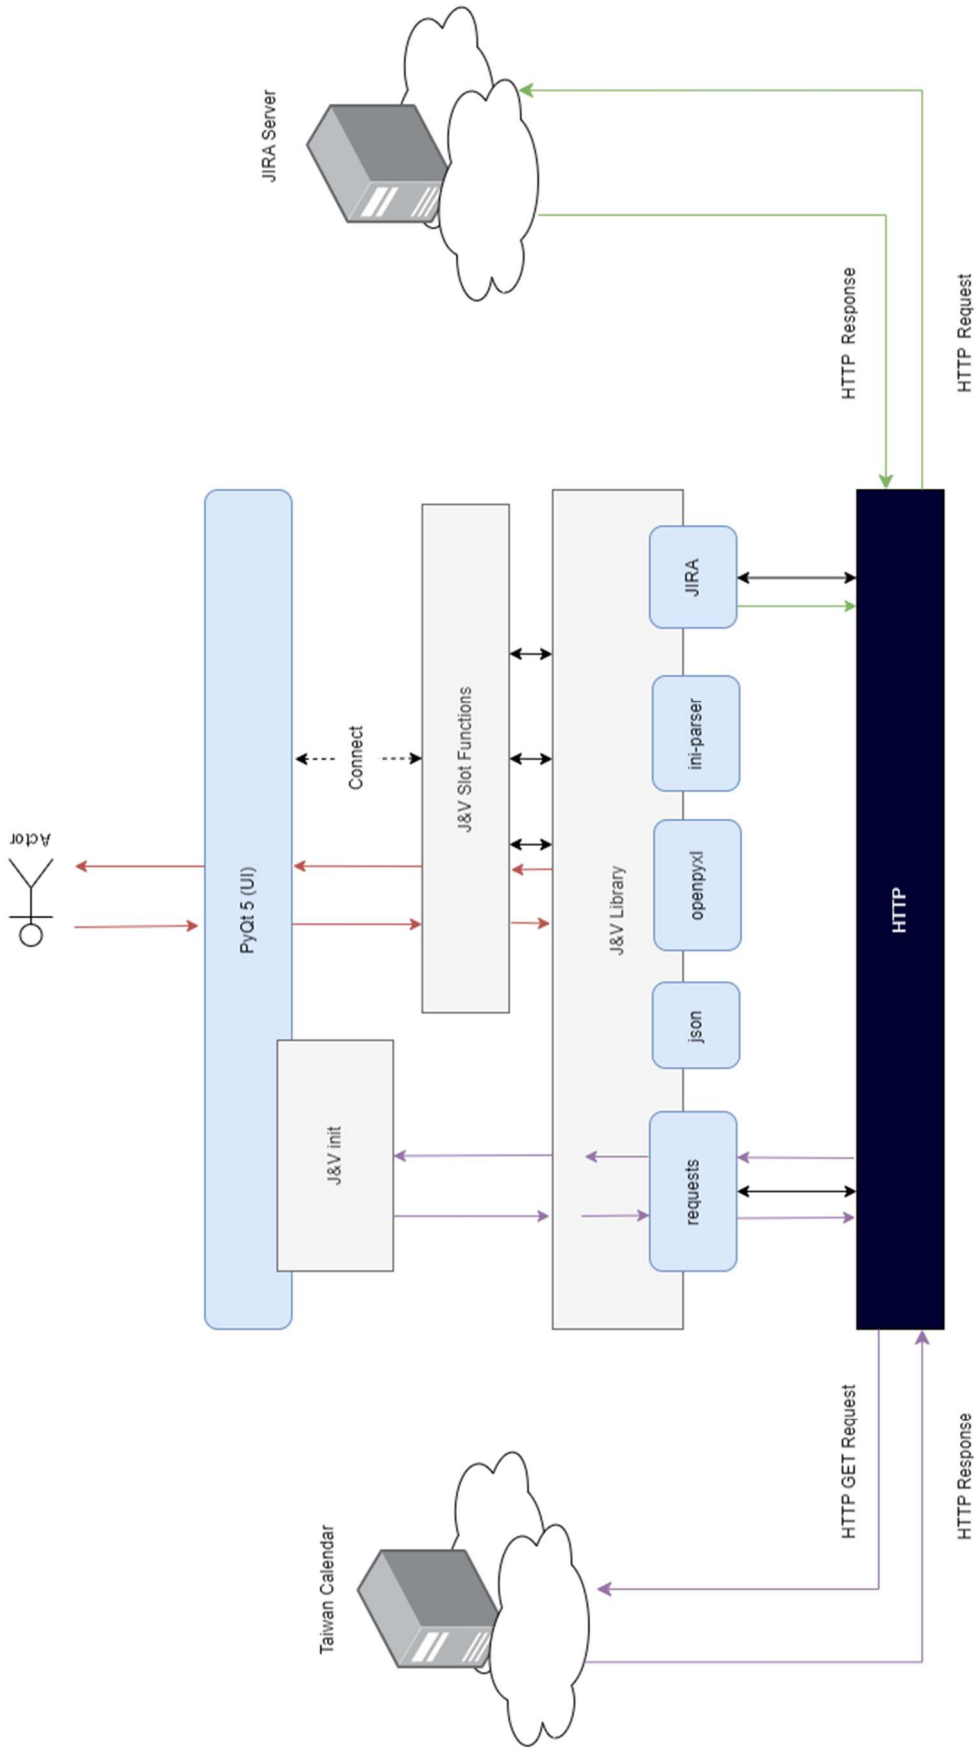 Actor
PyQt 5 (UI)
J&V init
Connect
J&V Slot Functions
J&V Library
requests
json
openpyxl
ini-parser
JIRA
HTTP
Taiwan Calendar
JIRA Server
HTTP GET Request
HTTP Response
HTTP Response
HTTP Request